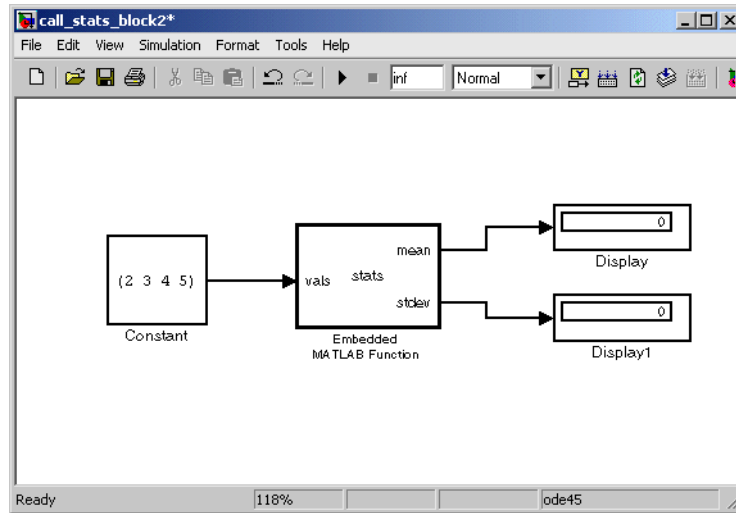 call_stats_block2*
File Edit View Simulation Format Tools Help
inf Normal
(2 3 4 5)
Constant
vals stats mean stdev
Embedded
MATLAB Function
0
Display
0
Display1
Ready 118% ode45